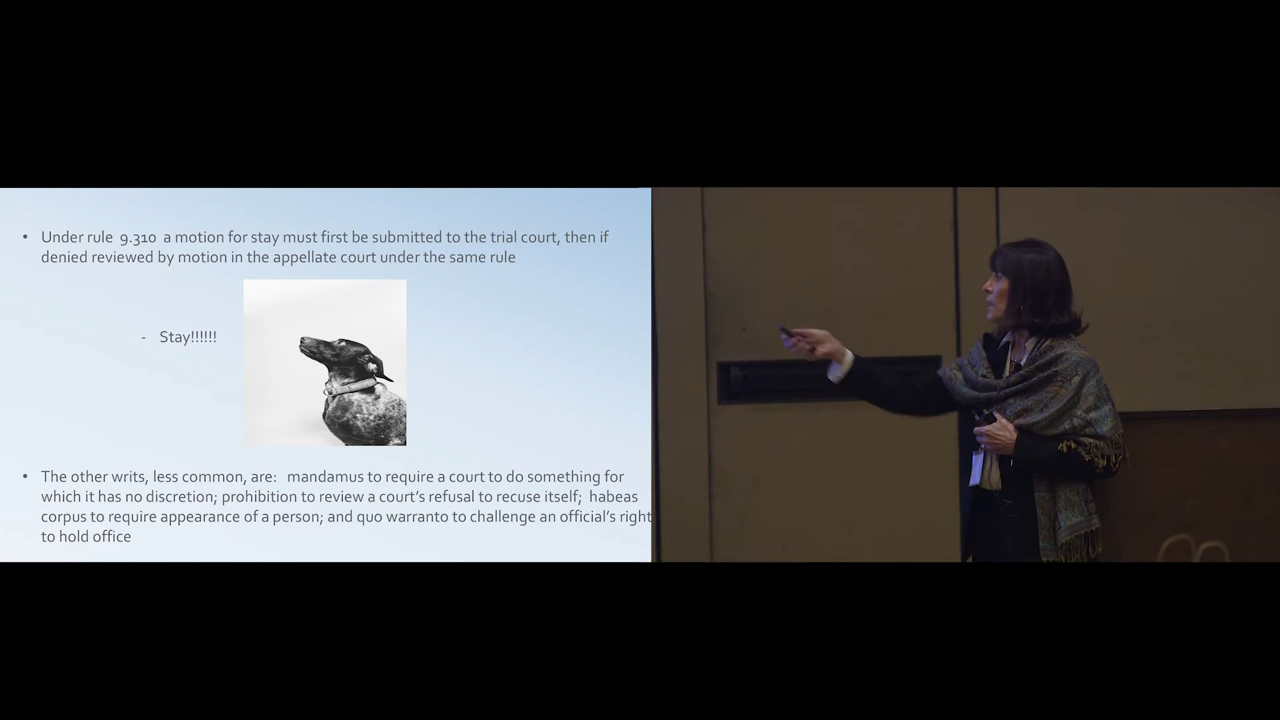 • Under rule 9.310 a motion for stay must first be submitted to the trial court, then if
denied reviewed by motion in the appellate court under the same rule
- Stay!!!!!!
• The other writs, less common, are: mandamus to require a court to do something for
which it has no discretion; prohibition to review a court’s refusal to recuse itself; habeas
corpus to require appearance of a person; and quo warranto to challenge an official’s right
to hold office